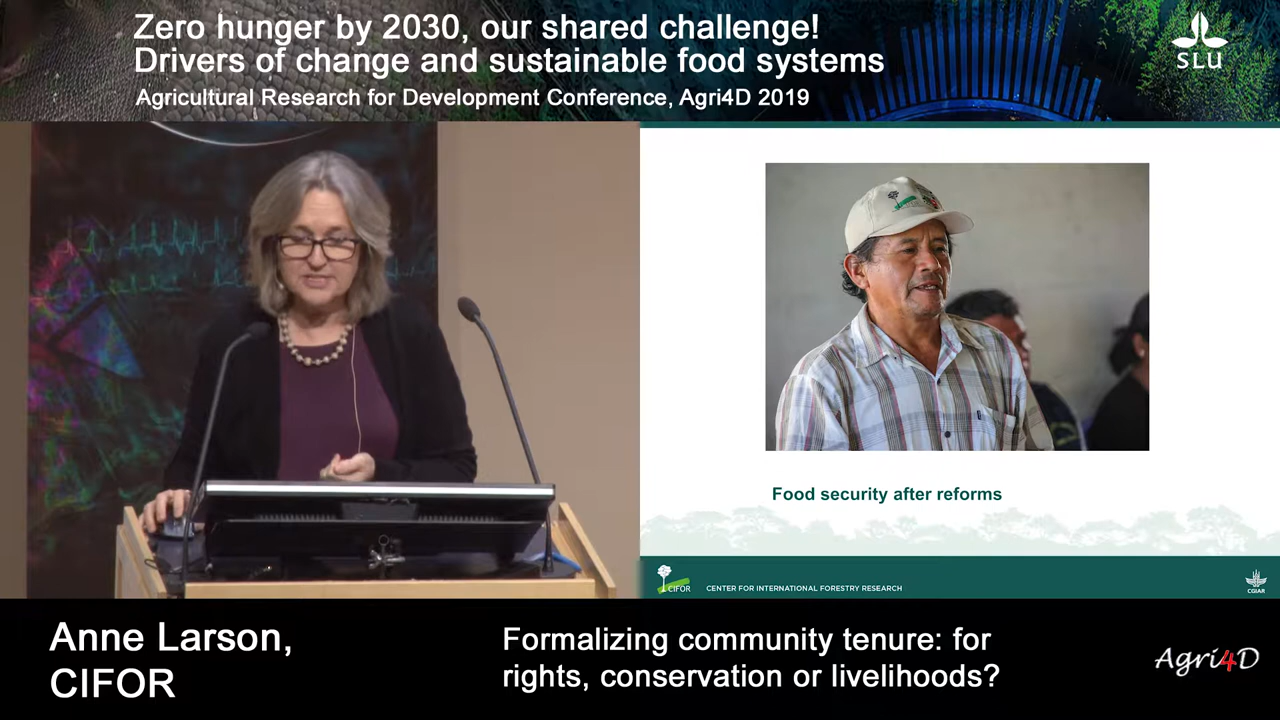 Zero hunger by 2030, our shared challenge!
Drivers of change and sustainable food systems
Agricultural Research for Development Conference, Agri4D 2019
SLU
Food security after reforms
CIFOR
CENTER FOR INTERNATIONAL FORESTRY RESEARCH
CGIAR
Anne Larson,
CIFOR
Formalizing community tenure: for
rights, conservation or livelihoods?
Agri4D